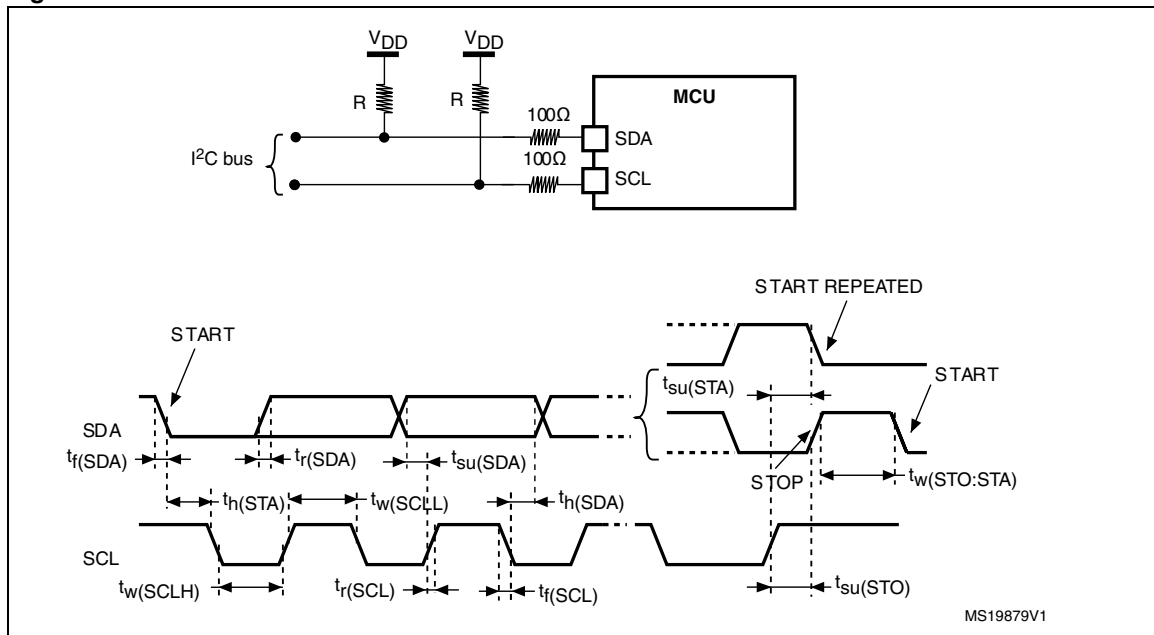 VDD VDD
R R
MCU
100Ω
SDA
100Ω
SCL
I²C bus
START REPEATED
START
START
tsu(STA)
SDA
tf(SDA) tr(SDA) tsu(SDA)
STOP
tw(STO:STA)
th(STA) tw(SCLL) th(SDA)
SCL
tw(SCLH) tr(SCL) tf(SCL) tsu(STO)
MS19879V1